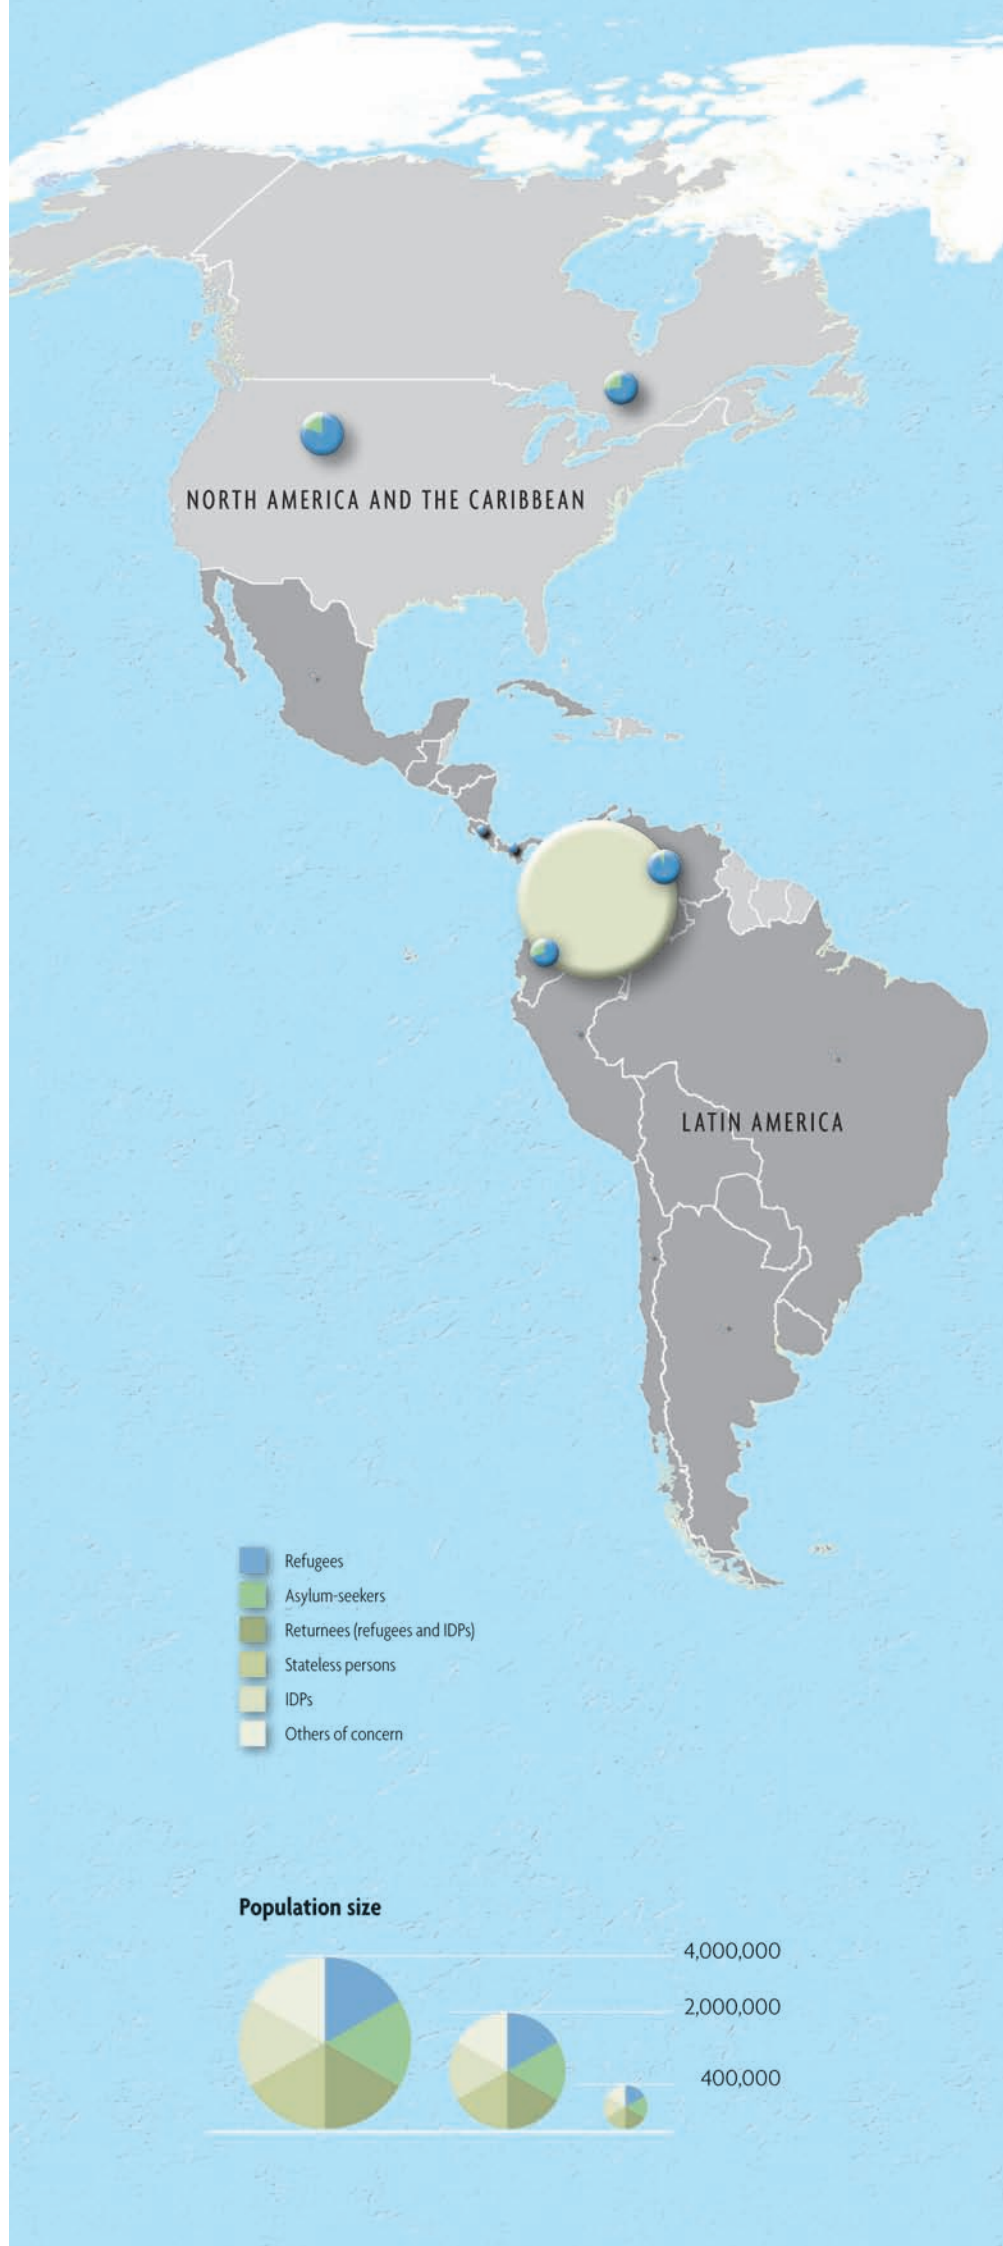 NORTH AMERICA AND THE CARIBBEAN
LATIN AMERICA
Refugees
Asylum-seekers
Returnees (refugees and IDPs)
Stateless persons
IDPs
Others of concern
Population size
4,000,000
2,000,000
400,000